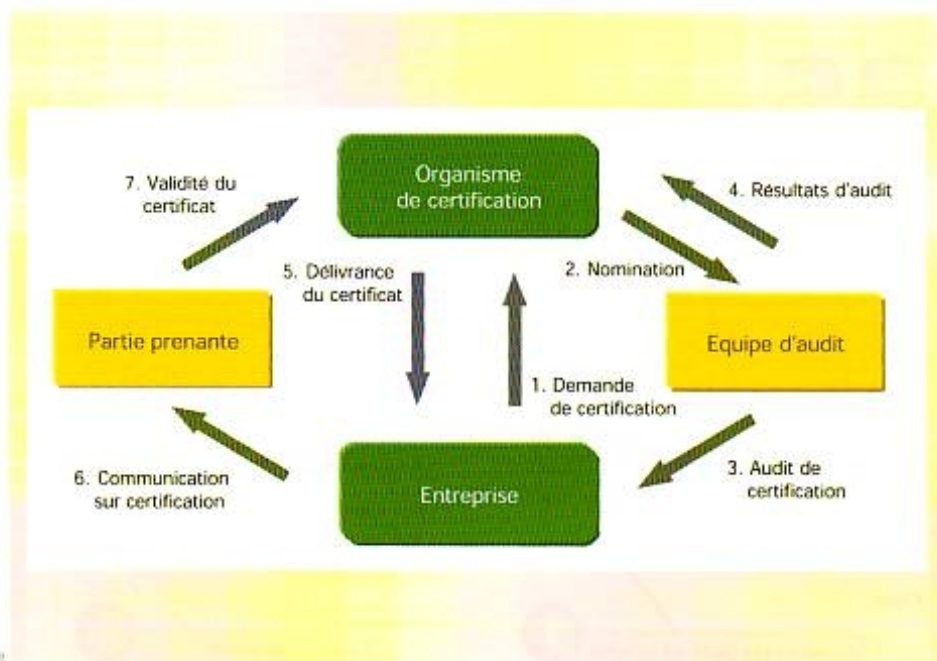 Organisme
de certification
7. Validité du
certificat
4. Résultats d'audit
5. Délivrance
du certificat
2. Nomination
Partie prenante
Equipe d'audit
1. Demande
de certification
6. Communication
sur certification
Entreprise
3. Audit de
certification